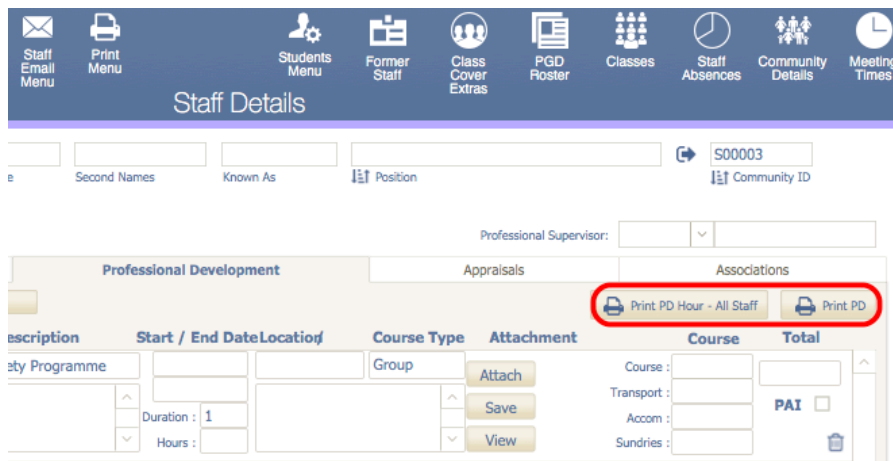 Staff Email Menu
Print Menu
Students Menu
Former Staff
Class Cover Extras
PGD Roster
Classes
Staff Absences
Community Details
Meeting Times
Staff Details
S00003
e Second Names Known As Position Community ID
Professional Supervisor:
Professional Development Appraisals Associations
Print PD Hour - All Staff Print PD
escription Start / End Date Location/ Course Type Attachment Course Total
ety Programme Group Attach Course :
Transport :
Duration : 1 Save Accom : PAI
Hours : View Sundries :